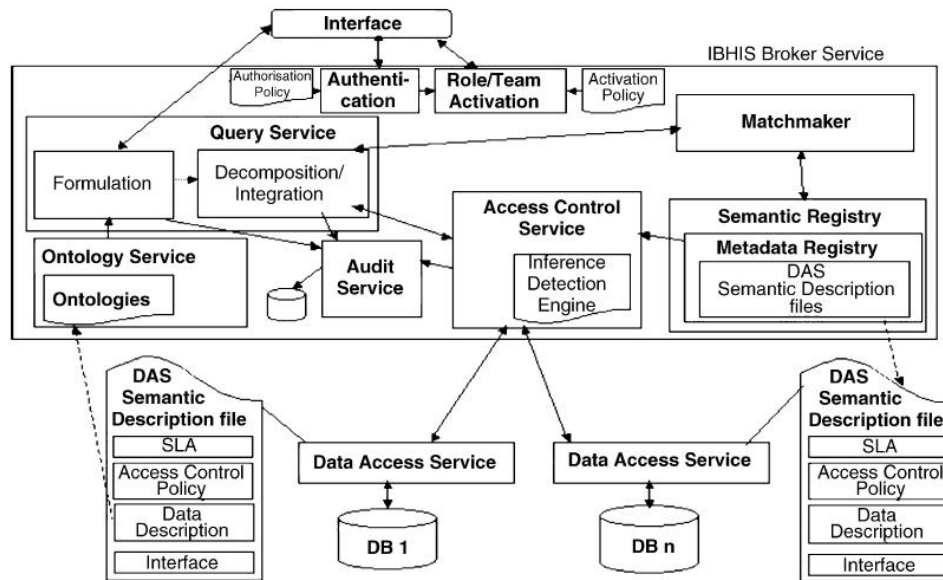 Interface
IBHIS Broker Service
Authorisation
Policy
Authenti-
cation
Role/Team
Activation
Activation
Policy
Query Service
Matchmaker
Formulation
Decomposition/
Integration
Access Control
Service
Semantic Registry
Metadata Registry
Ontology Service
Ontologies
Audit
Service
Inference
Detection
Engine
DAS
Semantic Description
files
DAS
Semantic
Description file
SLA
Access Control
Policy
Data
Description
Interface
Data Access Service
DB 1
Data Access Service
DB n
DAS
Semantic
Description file
SLA
Access Control
Policy
Data
Description
Interface